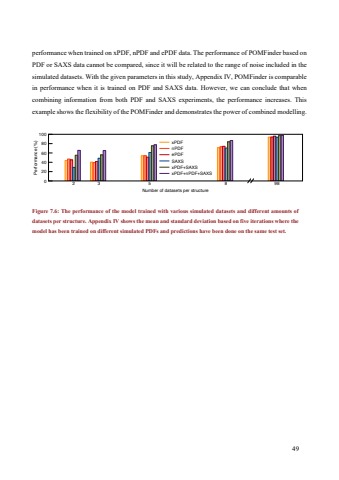 performance when trained on xPDF, nPDF and ePDF data. The performance of POMFinder based on
PDF or SAXS data cannot be compared, since it will be related to the range of noise included in the
simulated datasets. With the given parameters in this study, Appendix IV, POMFinder is comparable
in performance when it is trained on PDF and SAXS data. However, we can conclude that when
combining information from both PDF and SAXS experiments, the performance increases. This
example shows the flexibility of the POMFinder and demonstrates the power of combined modelling.
100
80
60
40
20
0
Performance (%)
xPDF
nPDF
ePDF
SAXS
xPDF+SAXS
xPDF+nPDF+SAXS
2 3 5 8 98
Number of datasets per structure
Figure 7.6: The performance of the model trained with various simulated datasets and different amounts of
datasets per structure. Appendix IV shows the mean and standard deviation based on five iterations where the
model has been trained on different simulated PDFs and predictions have been done on the same test set.
49